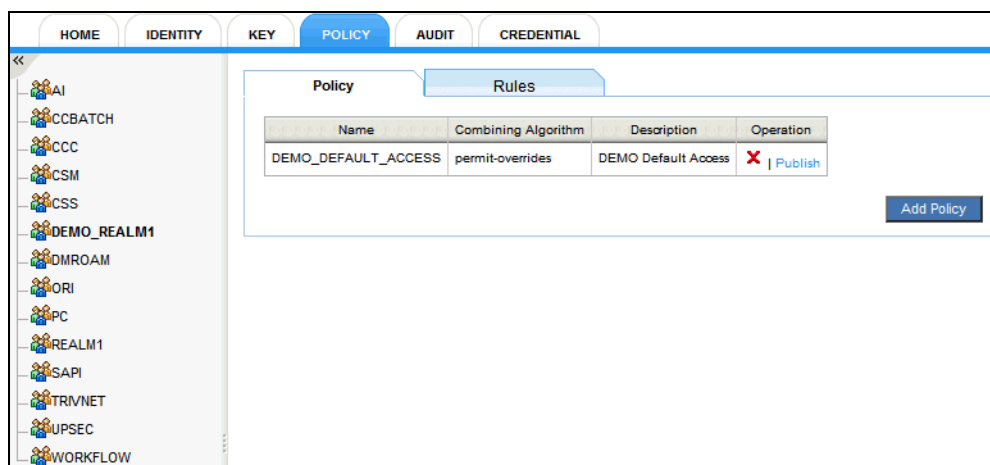 HOME IDENTITY KEY POLICY AUDIT CREDENTIAL
«
AI
CCBATCH
CCC
CSM
CSS
DEMO_REALM1
DMROAM
ORI
PC
REALM1
SAPI
TRIVNET
UPSEC
WORKFLOW
Policy Rules
Name Combining Algorithm Description Operation
DEMO_DEFAULT_ACCESS permit-overrides DEMO Default Access | Publish
Add Policy